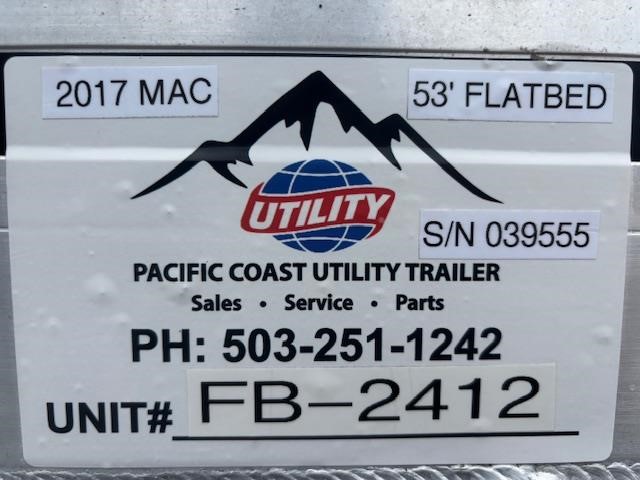 2017 MAC
53' FLATBED
UTILITY
S/N 039555
PACIFIC COAST UTILITY TRAILER
Sales • Service • Parts
PH: 503-251-1242
UNIT# FB-2412